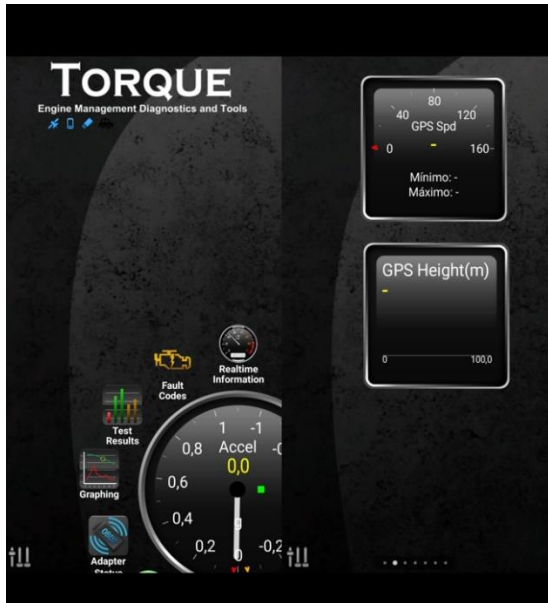 TORQUE
Engine Management Diagnostics and Tools
Realtime
Information
Fault
Codes
Test
Results
Graphing
Adapter
Status
1 -1
0,8 Accel
0,0
0,6
0,4
0,2 0 -0,2
80
40 120
GPS Spd
0 - 160
Mínimo: -
Máximo: -
GPS Height(m)
-
0 100,0